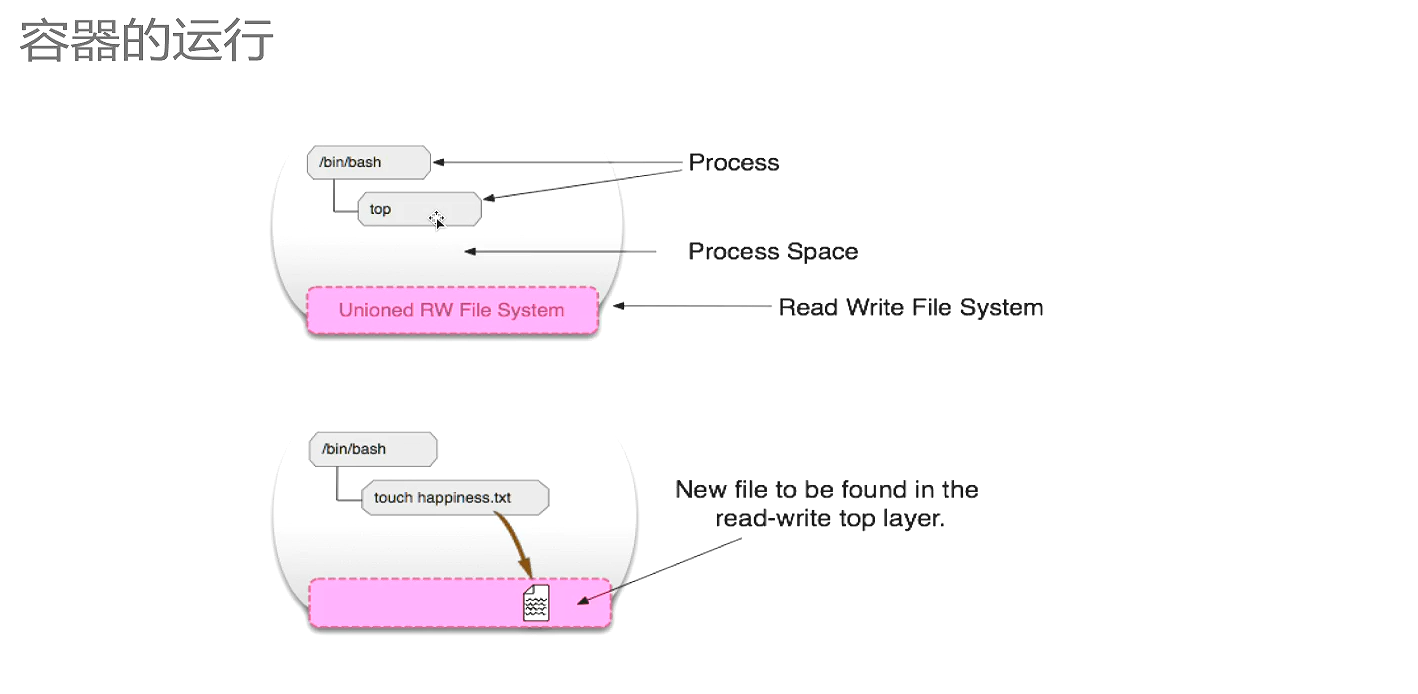 容器的运行
/bin/bash
Process
top
Process Space
Unioned RW File System
Read Write File System
/bin/bash
touch happiness.txt
New file to be found in the
read-write top layer.